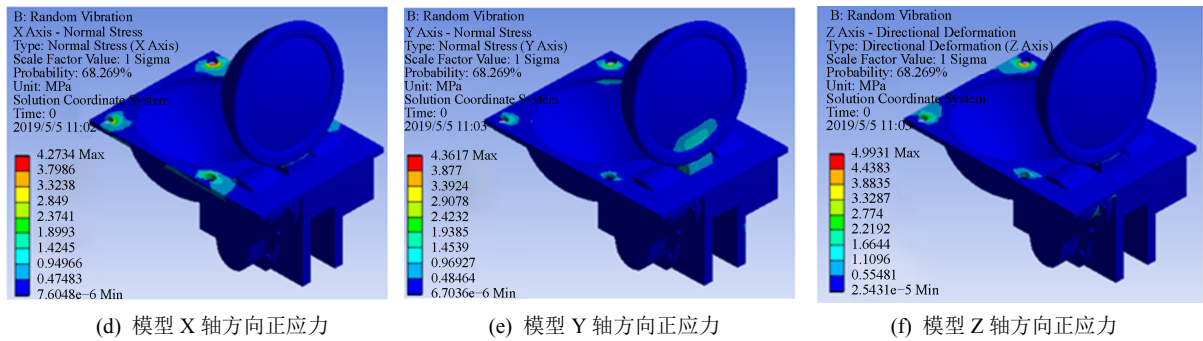 B: Random Vibration
X Axis - Normal Stress
Type: Normal Stress (X Axis)
Scale Factor Value: 1 Sigma
Probability: 68.269%
Unit: MPa
Solution Coordinate System
Time: 0
2019/5/5 11:02
4.2734 Max
3.7986
3.3238
2.849
2.3741
1.8993
1.4245
0.94966
0.47483
7.6048e−6 Min
(d) 模型 X 轴方向正应力
B: Random Vibration
Y Axis - Normal Stress
Type: Normal Stress (Y Axis)
Scale Factor Value: 1 Sigma
Probability: 68.269%
Unit: MPa
Solution Coordinate System
Time: 0
2019/5/5 11:03
4.3617 Max
3.877
3.3924
2.9078
2.4232
1.9385
1.4539
0.96927
0.48464
6.7036e−6 Min
(e) 模型 Y 轴方向正应力
B: Random Vibration
Z Axis - Directional Deformation
Type: Directional Deformation (Z Axis)
Scale Factor Value: 1 Sigma
Probability: 68.269%
Unit: MPa
Solution Coordinate System
Time: 0
2019/5/5 11:03
4.9931 Max
4.4383
3.8835
3.3287
2.774
2.2192
1.6644
1.1096
0.55481
2.5431e−5 Min
(f) 模型 Z 轴方向正应力